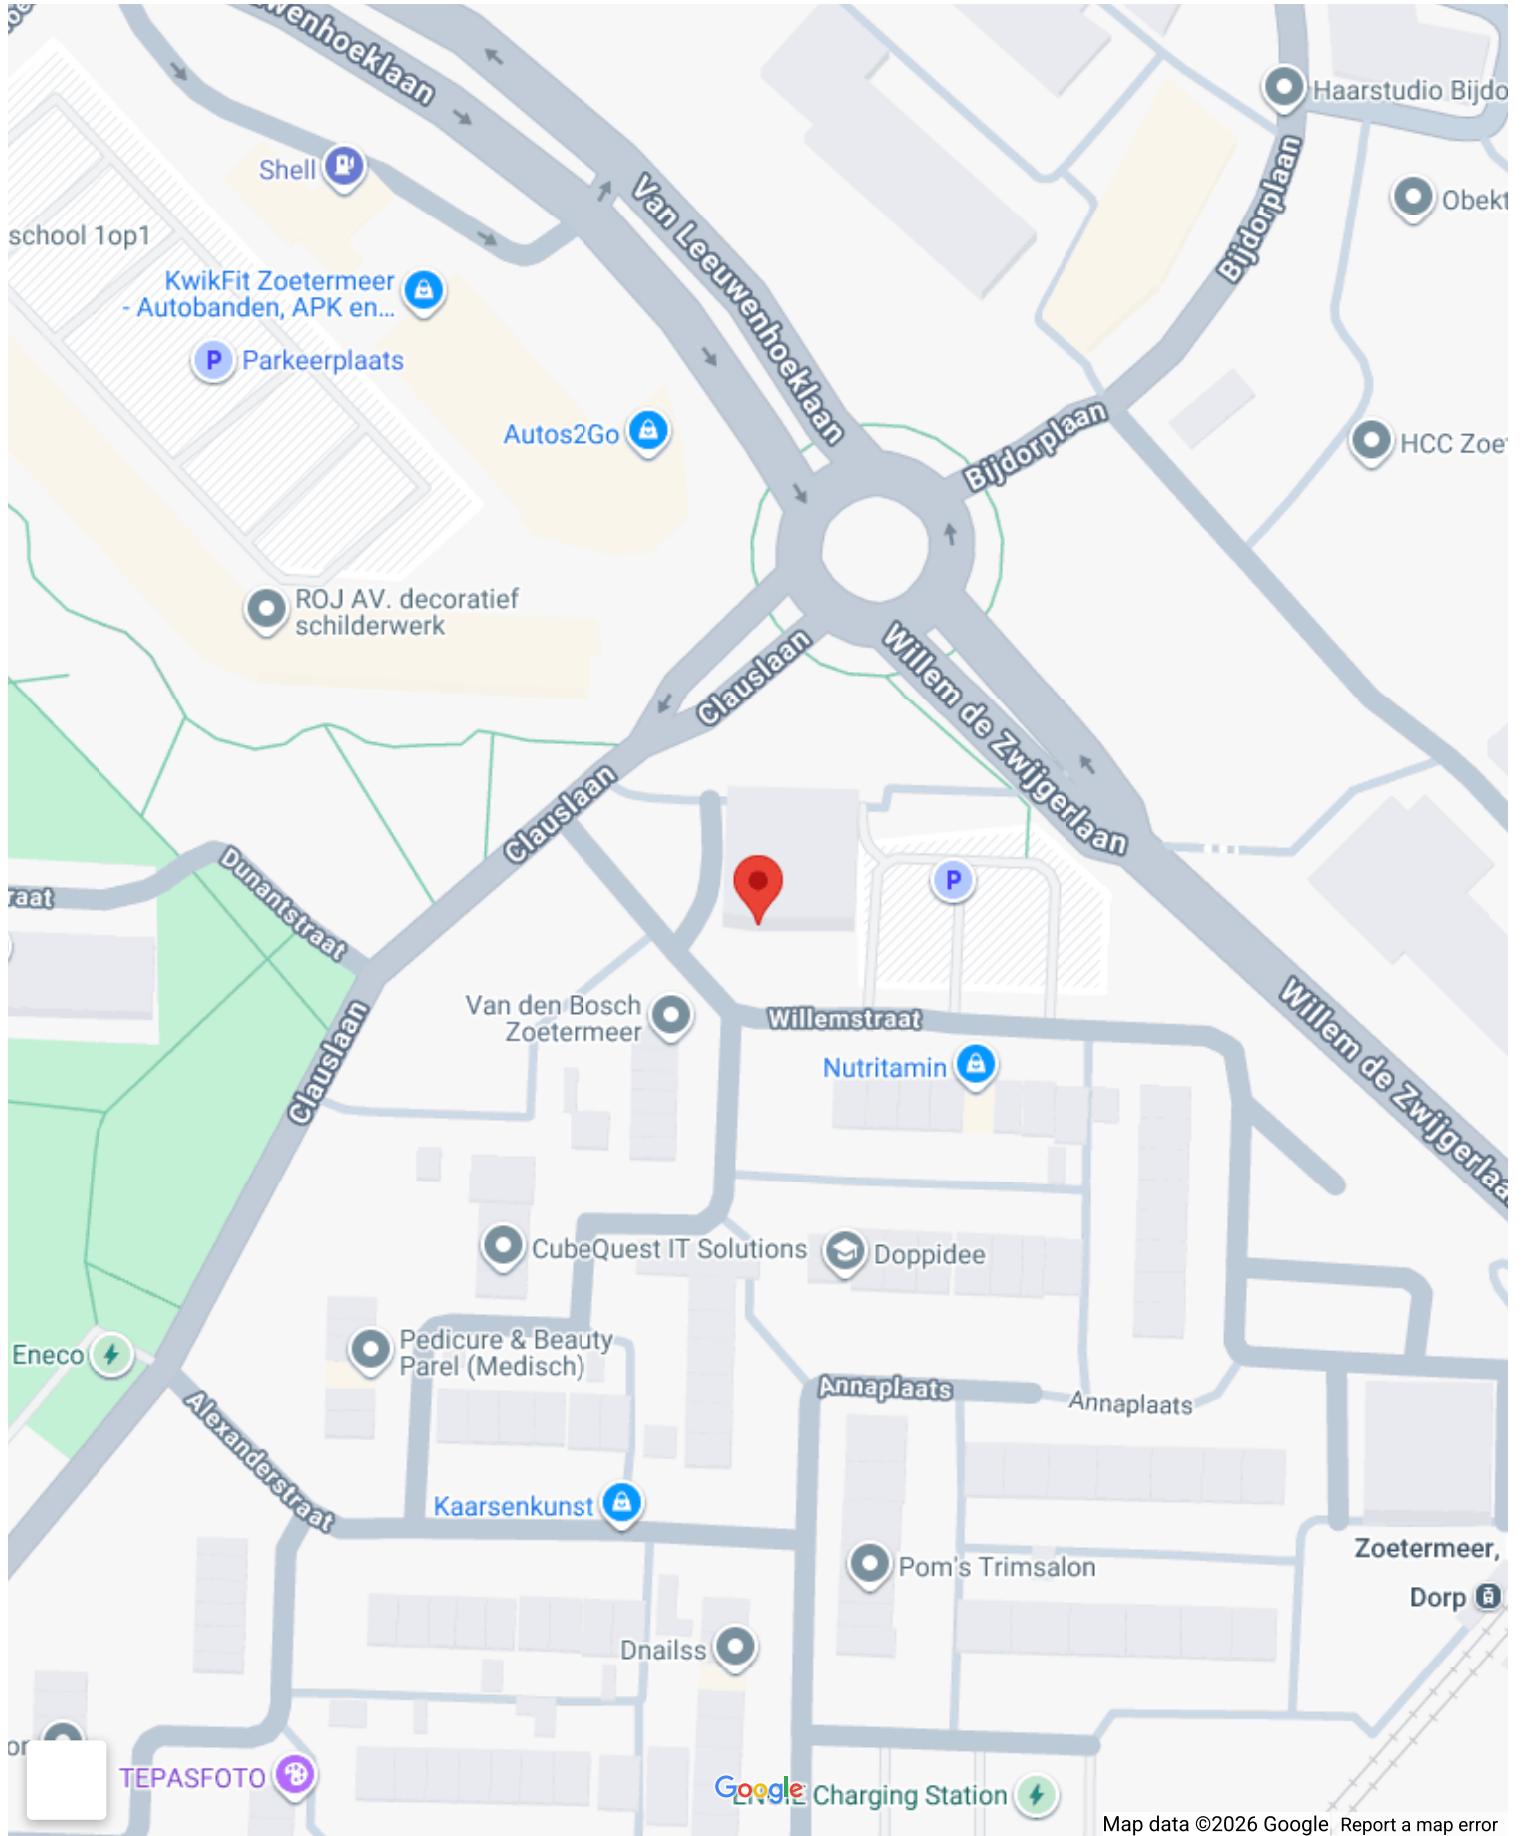 wenhoeklaan
Haarstudio Bijdo
Shell
Van Leeuwenhoeklaan
Bijdorplaan
Obekt
school 1op1
KwikFit Zoetermeer
- Autobanden, APK en...
P
Parkeerplaats
Autos2Go
Bijdorplaan
HCC Zoe
ROJ AV. decoratief
schilderwerk
Clauslaan
Willem de Zwijgerlaan
Clauslaan
Dunantstraat
raat
P
Van den Bosch
Zoetermeer
Willemstraat
Willem de Zwijgerlaa
Clauslaan
Nutritamin
CubeQuest IT Solutions
Doppidee
Eneco
Pedicure & Beauty
Parel (Medisch)
Annaplaats
Annaplaats
Alexanderstraat
Kaarsenkunst
Zoetermeer,
Dorp
Pom's Trimsalon
Dnailss
or
TEPASFOTO
Google
Charging Station
Map data ©2026 Google
Report a map error